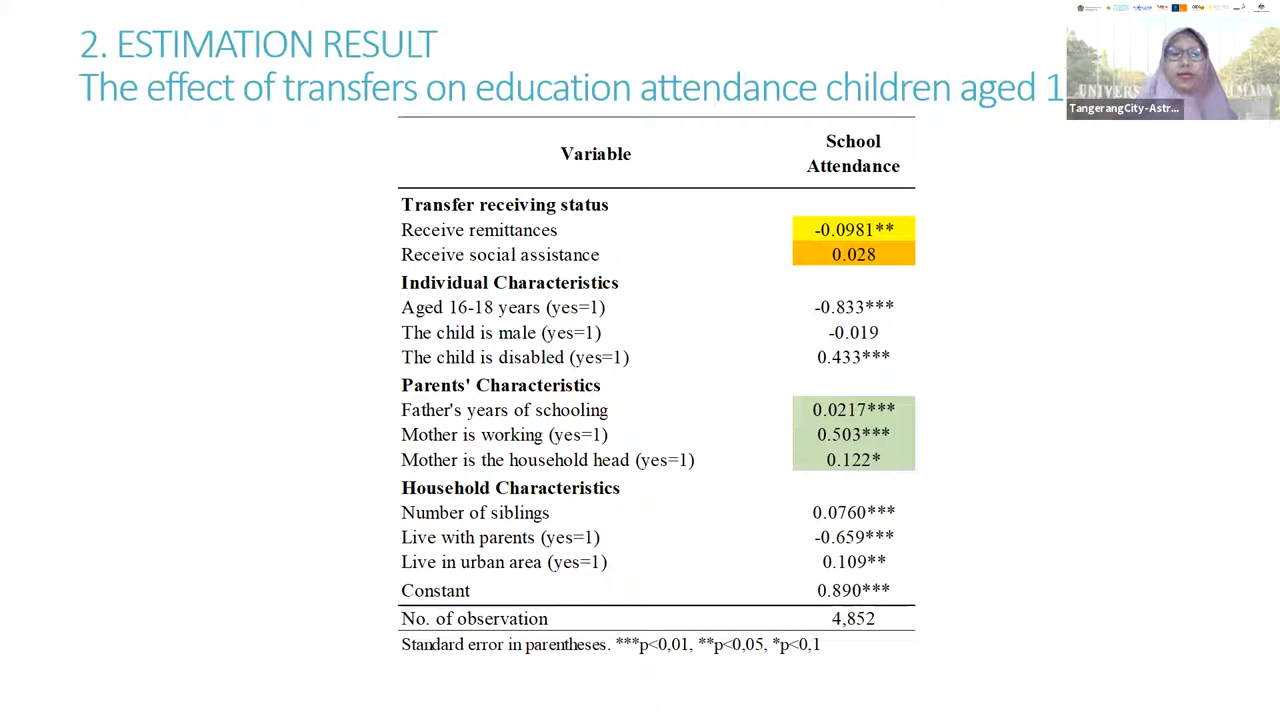 2. ESTIMATION RESULT
The effect of transfers on education attendance children aged 1
TangerangCity-Astr...
Variable
School
Attendance
Transfer receiving status
Receive remittances -0.0981**
Receive social assistance 0.028
Individual Characteristics
Aged 16-18 years (yes=1) -0.833***
The child is male (yes=1) -0.019
The child is disabled (yes=1) 0.433***
Parents' Characteristics
Father's years of schooling 0.0217***
Mother is working (yes=1) 0.503***
Mother is the household head (yes=1) 0.122*
Household Characteristics
Number of siblings 0.0760***
Live with parents (yes=1) -0.659***
Live in urban area (yes=1) 0.109**
Constant 0.890***
No. of observation 4,852
Standard error in parentheses. ***p<0,01, **p<0,05, *p<0,1